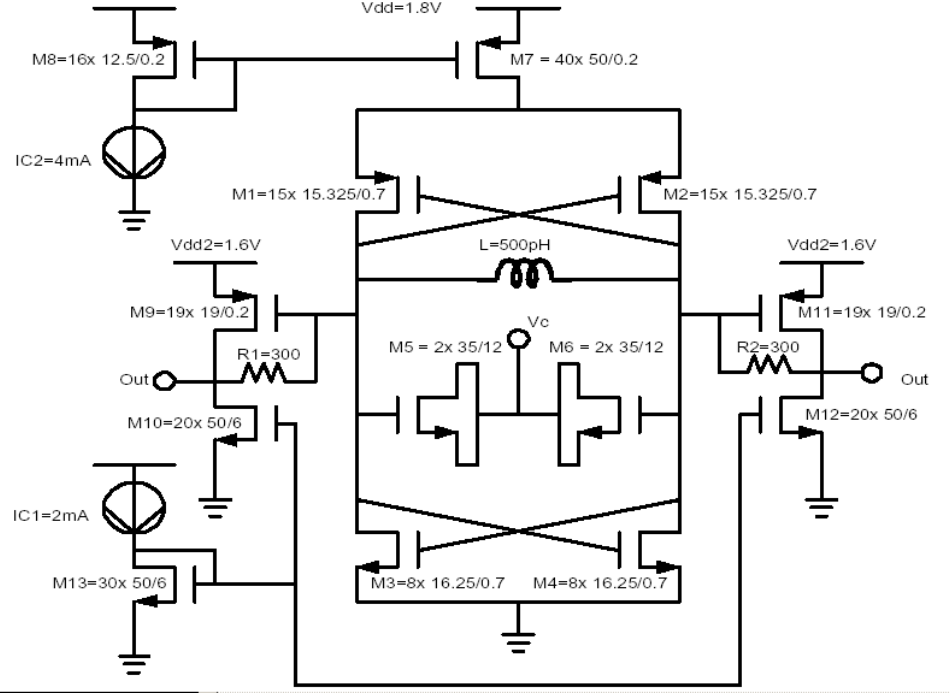 Vdd=1.8V
M8=16x 12.5/0.2
M7 = 40x 50/0.2
IC2=4mA
M1=15x 15.325/0.7
M2=15x 15.325/0.7
Vdd2=1.6V
L=500pH
Vdd2=1.6V
M9=19x 19/0.2
M11=19x 19/0.2
Vc
R1=300
M5 = 2x 35/12
M6 = 2x 35/12
R2=300
Out
Out
M10=20x 50/6
M12=20x 50/6
IC1=2mA
M13=30x 50/6
M3=8x 16.25/0.7
M4=8x 16.25/0.7